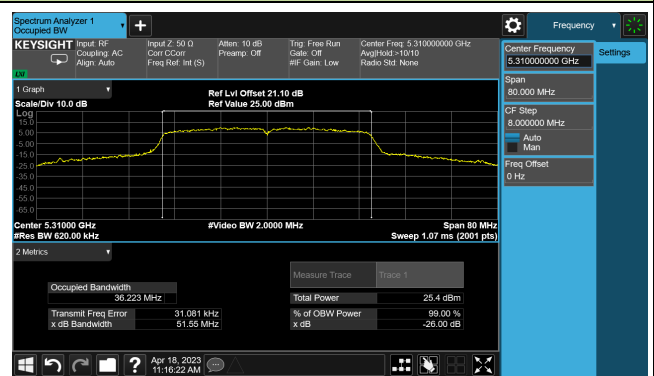 Spectrum Analyzer 1
Occupied BW
Frequency
KEYSIGHT
Input: RF
Coupling: AC
Align: Auto
Input Z: 50 Ω
Corr CCorr
Freq Ref: Int (S)
Atten: 10 dB
Preamp: Off
Trig: Free Run
Gate: Off
#IF Gain: Low
Center Freq: 5.310000000 GHz
Avg|Hold:>10/10
Radio Std: None
LXI
Center Frequency
5.310000000 GHz
Settings
Span
80.000 MHz
CF Step
8.000000 MHz
Auto
Man
Freq Offset
0 Hz
1 Graph
Scale/Div 10.0 dB
Ref Lvl Offset 21.10 dB
Ref Value 25.00 dBm
Log
15.0
5.00
-5.00
-15.0
-25.0
-35.0
-45.0
-55.0
-65.0
Center 5.31000 GHz
#Res BW 620.00 kHz
#Video BW 2.0000 MHz
Span 80 MHz
Sweep 1.07 ms (2001 pts)
2 Metrics
Measure Trace
Trace 1
Occupied Bandwidth
36.223 MHz
Total Power
25.4 dBm
Transmit Freq Error
31.081 kHz
% of OBW Power
99.00 %
x dB Bandwidth
51.55 MHz
x dB
-26.00 dB
?
Apr 18, 2023
11:16:22 AM